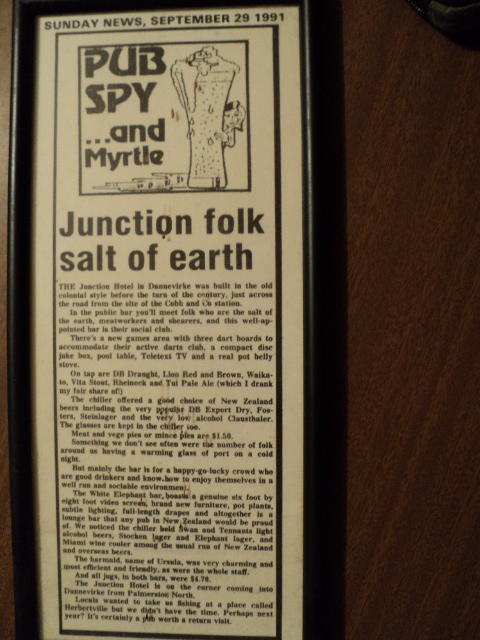 SUNDAY NEWS, SEPTEMBER 29 1991
PUB
SPY
...and
Myrtle
Junction folk
salt of earth
THE Junction Hotel in Dannevirke was built in the old
colonial style before the turn of the century, just across
the road from the site of the Cobb and Co station.
In the public bar you'll meet folk who are the salt of
the earth, meatworkers and shearers, and this well-ap-
pointed bar is their social club.
There's a new games area with three dart boards to
accommodate their active darts club, a compact disc
juke box, pool table, Teletext TV and a real pot belly
stove.
On tap are DB Draught, Lion Red and Brown, Waika-
to, Vita Stout, Rheineck and Tui Pale Ale (which I drank
my fair share of!)
The chiller offered a good choice of New Zealand
beers including the very popular DB Export Dry, Fos-
ters, Steinlager and the very low alcohol Clausthaler.
The glasses are kept in the chiller too.
Meat and vege pies or mince pies are $1.50.
Something we don't see often were the number of folk
around us having a warming glass of port on a cold
night.
But mainly the bar is for a happy-go-lucky crowd who
are good drinkers and know how to enjoy themselves in a
well run and sociable environment.
The White Elephant bar, boasts a genuine six foot by
eight foot video screen, brand new furniture, pot plants,
subtle lighting, full-length drapes and altogether is a
lounge bar that any pub in New Zealand would be proud
of. We noticed the chiller held Swan and Tennants light
alcohol beers, Stocken lager and Elephant lager, and
Miami wine cooler among the usual run of New Zealand
and overseas beers.
The barmaid, name of Ursula, was very charming and
most efficient and friendly, as were the whole staff.
And all jugs, in both bars, were $4.70.
The Junction Hotel is on the corner coming into
Dannevirke from Palmerston North.
Locals wanted to take us fishing at a place called
Herbertville but we didn't have the time. Perhaps next
year? It's certainly a pub worth a return visit.